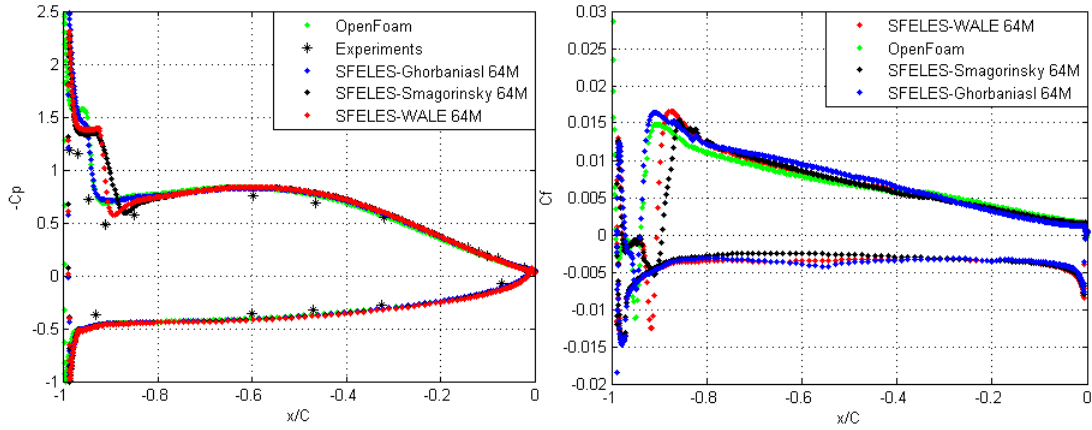 2.5
2
1.5
1
0.5
0
-0.5
-1
-Cp
-1
-0.8
-0.6
-0.4
-0.2
0
x/C
OpenFoam
Experiments
SFELES-Ghorbaniasl 64M
SFELES-Smagorinsky 64M
SFELES-WALE 64M
0.03
0.025
0.02
0.015
0.01
0.005
0
-0.005
-0.01
-0.015
-0.02
Cf
-1
-0.8
-0.6
-0.4
-0.2
0
x/C
SFELES-WALE 64M
OpenFoam
SFELES-Smagorinsky 64M
SFELES-Ghorbaniasl 64M